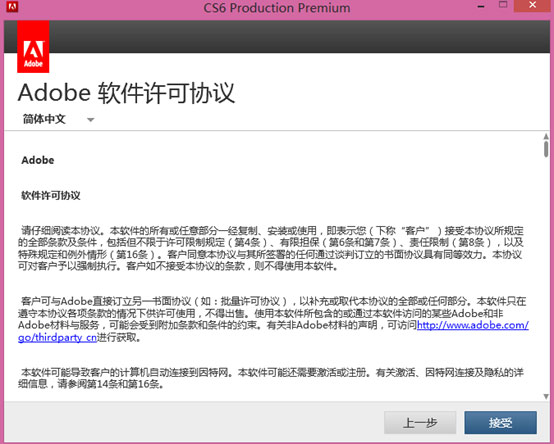 CS6 Production Premium
Adobe
Adobe 软件许可协议
简体中文
Adobe
软件许可协议
请仔细阅读本协议。本软件的所有或任意部分一经复制、安装或使用，即表示您（下称“客户”）接受本协议所规定
的全部条款及条件，包括但不限于许可限制规定（第4条）、有限担保（第6条和第7条）、责任限制（第8条），以及
特殊规定和例外情形（第16条）。客户同意本协议与其所签署的任何通过谈判订立的书面协议具有同等效力。本协议
可对客户予以强制执行。客户如不接受本协议的条款，则不得使用本软件。
客户可与Adobe直接订立另一书面协议（如：批量许可协议），以补充或取代本协议的全部或任何部分。本软件只在
遵守本协议各项条款的情况下供许可使用，不得出售。使用本软件所包含的或通过本软件访问的某些Adobe和非
Adobe材料与服务，可能会受到附加条款和条件的约束。有关非Adobe材料的声明，可访问http://www.adobe.com/
go/thirdparty_cn进行获取。
本软件可能导致客户的计算机自动连接到因特网。本软件可能还需要激活或注册。有关激活、因特网连接及隐私的详
细信息，请参阅第14条和第16条。
上一步
接受